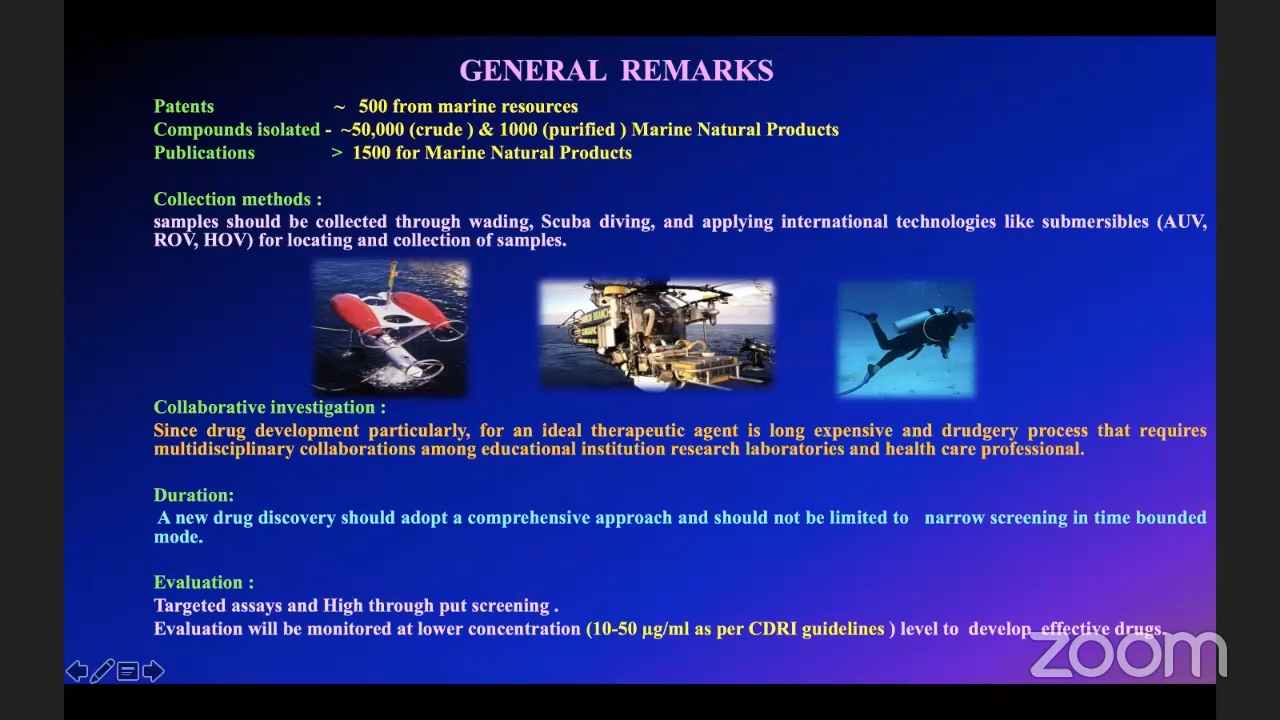 GENERAL REMARKS
Patents ~ 500 from marine resources
Compounds isolated - ~50,000 (crude ) & 1000 (purified ) Marine Natural Products
Publications > 1500 for Marine Natural Products
Collection methods :
samples should be collected through wading, Scuba diving, and applying international technologies like submersibles (AUV,
ROV, HOV) for locating and collection of samples.
Collaborative investigation :
Since drug development particularly, for an ideal therapeutic agent is long expensive and drudgery process that requires
multidisciplinary collaborations among educational institution research laboratories and health care professional.
Duration:
A new drug discovery should adopt a comprehensive approach and should not be limited to narrow screening in time bounded
mode.
Evaluation :
Targeted assays and High through put screening .
Evaluation will be monitored at lower concentration (10-50 µg/ml as per CDRI guidelines ) level to develop effective drugs.
zoom